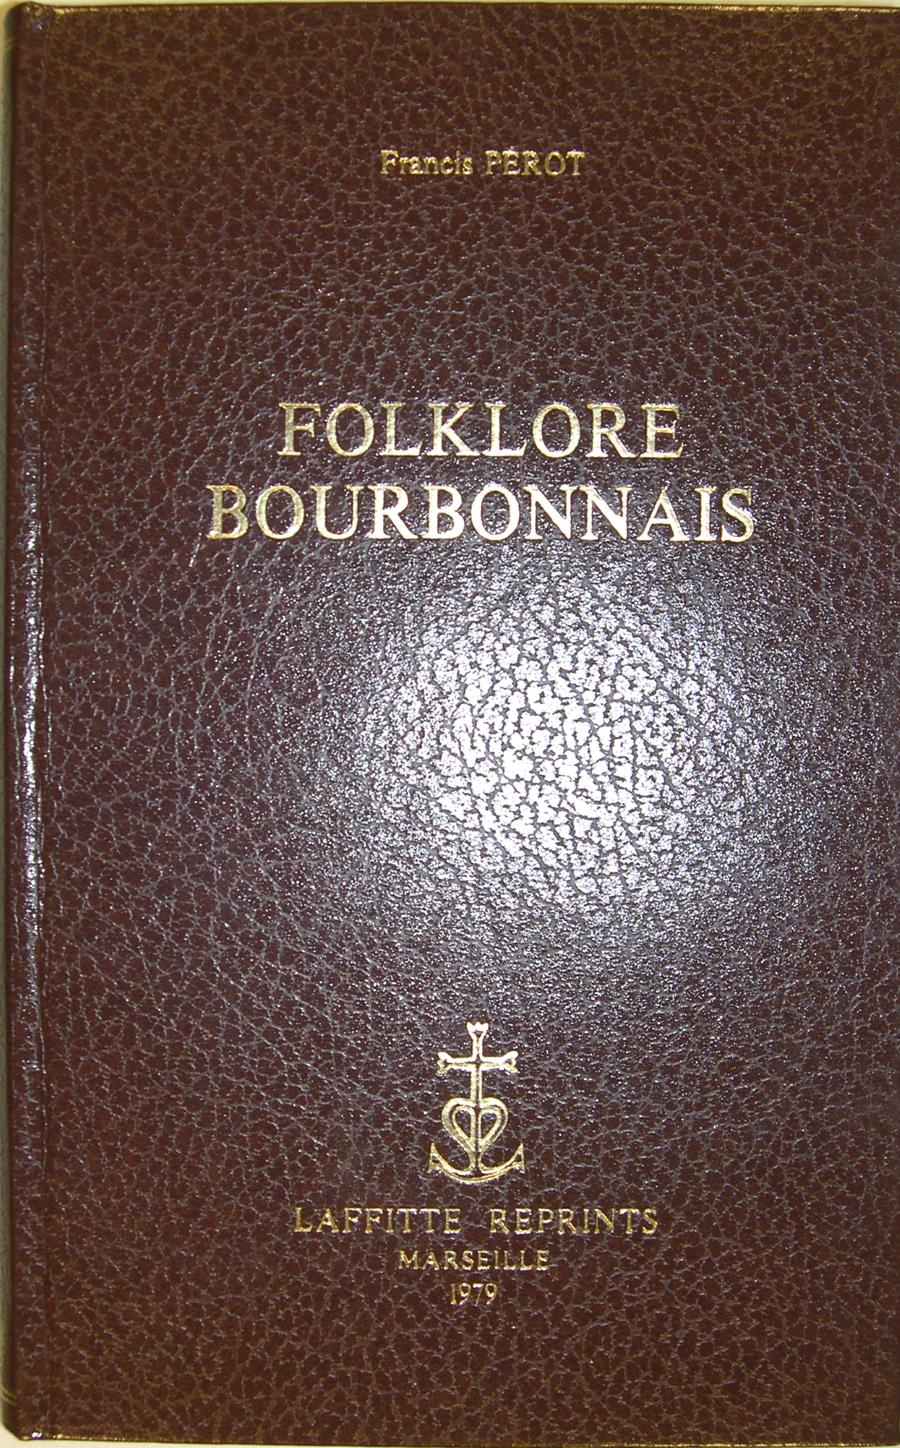 Francis PÉROT
FOLKLORE
BOURBONNAIS
LAFFITTE REPRINTS
MARSEILLE
1979